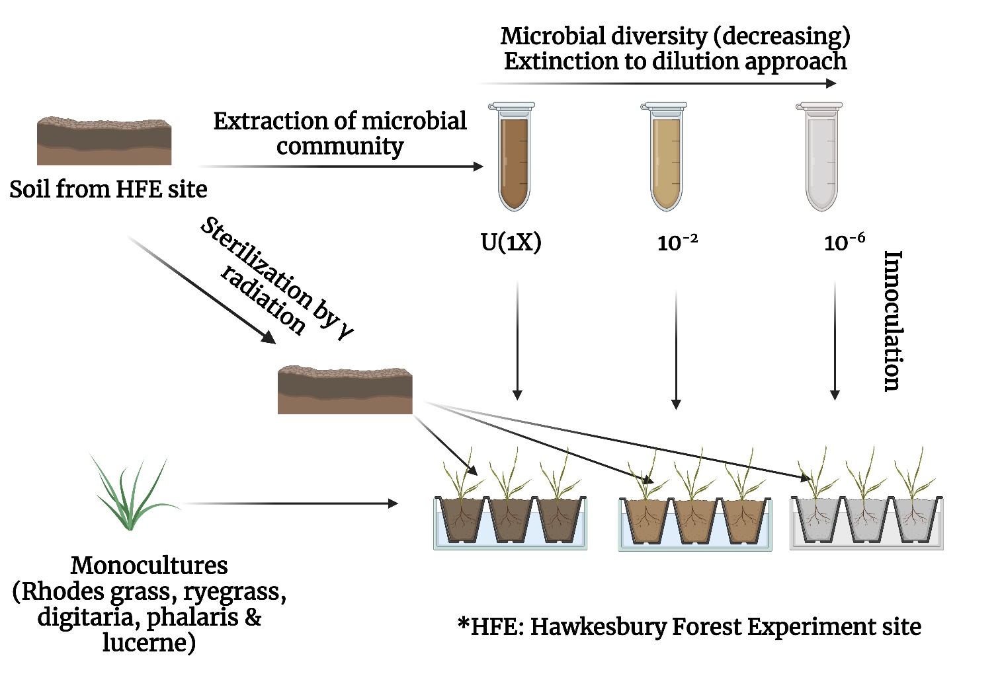 Microbial diversity (decreasing)
Extinction to dilution approach
Extraction of microbial
community
Soil from HFE site
U(1X)
10⁻²
10⁻⁶
Sterilization by γ
radiation
Innoculation
Monocultures
(Rhodes grass, ryegrass,
digitaria, phalaris &
lucerne)
*HFE: Hawkesbury Forest Experiment site